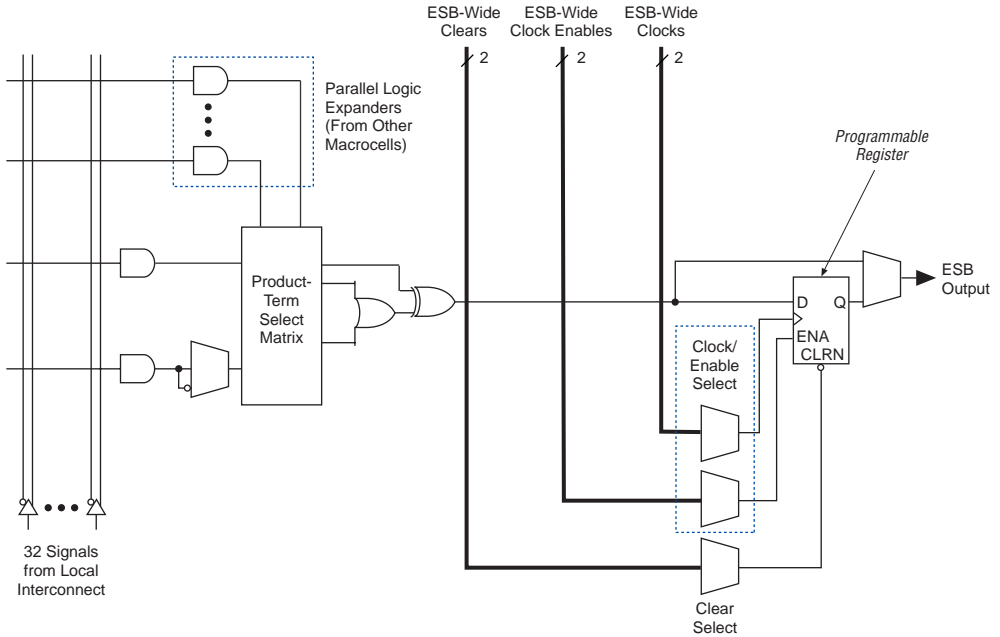 ESB-Wide
Clears
ESB-Wide
Clock Enables
ESB-Wide
Clocks
2
2
2
Parallel Logic
Expanders
(From Other
Macrocells)
Programmable
Register
Product-
Term
Select
Matrix
ESB
Output
D
Q
ENA
CLRN
Clock/
Enable
Select
32 Signals
from Local
Interconnect
Clear
Select